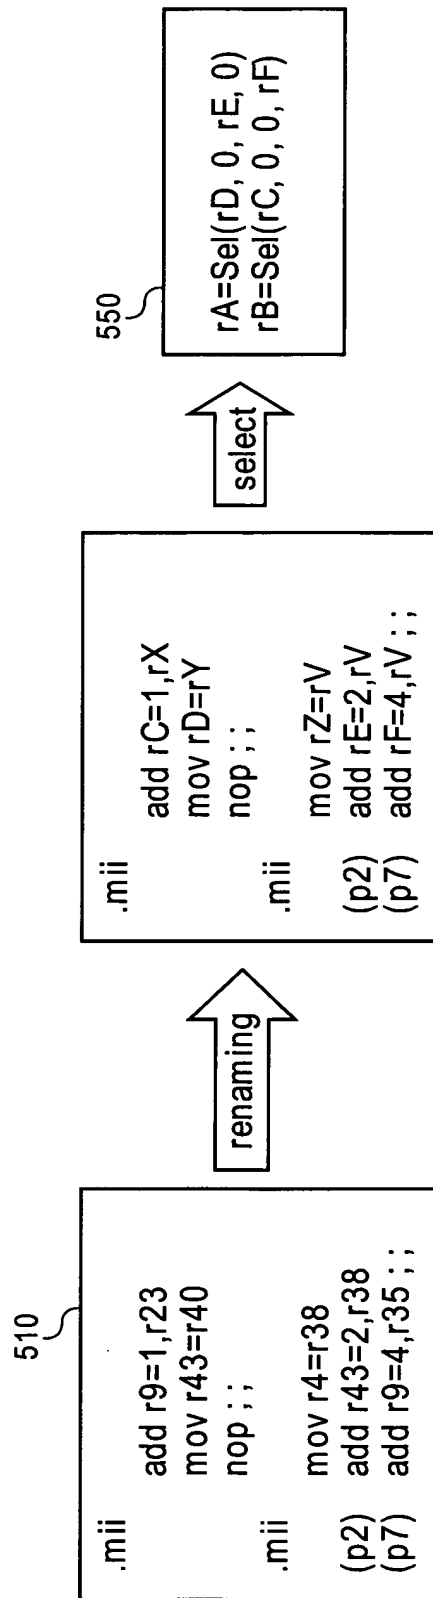 510
.mii
add r9=1,r23
mov r43=r40
nop ; ;
.mii
mov r4=r38
(p2) add r43=2,r38
(p7) add r9=4,r35 ; ;
renaming
.mii
add rC=1,rX
mov rD=rY
nop ; ;
.mii
mov rZ=rV
(p2) add rE=2,rV
(p7) add rF=4,rV ; ;
select
550
rA=Sel(rD, 0, rE, 0)
rB=Sel(rC, 0, 0, rF)